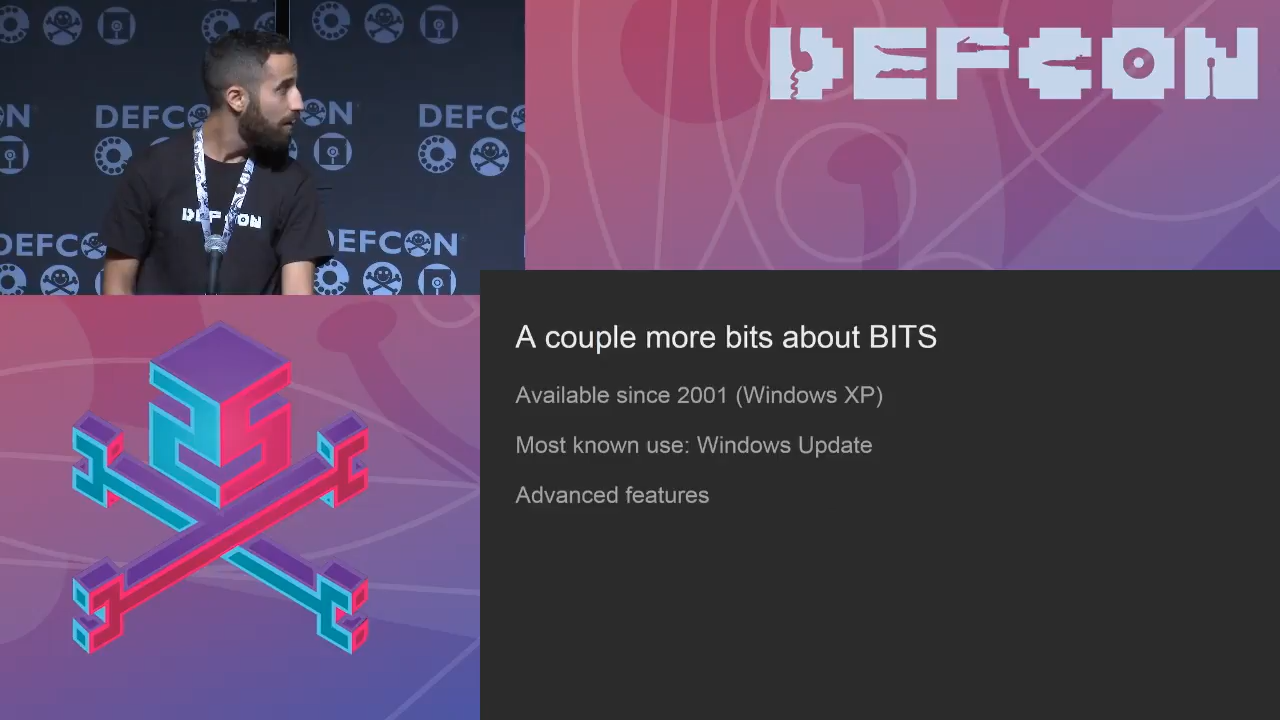 DEFCON
DEFCON
DEFCON
DEFCON
DEFCON
A couple more bits about BITS
Available since 2001 (Windows XP)
Most known use: Windows Update
Advanced features